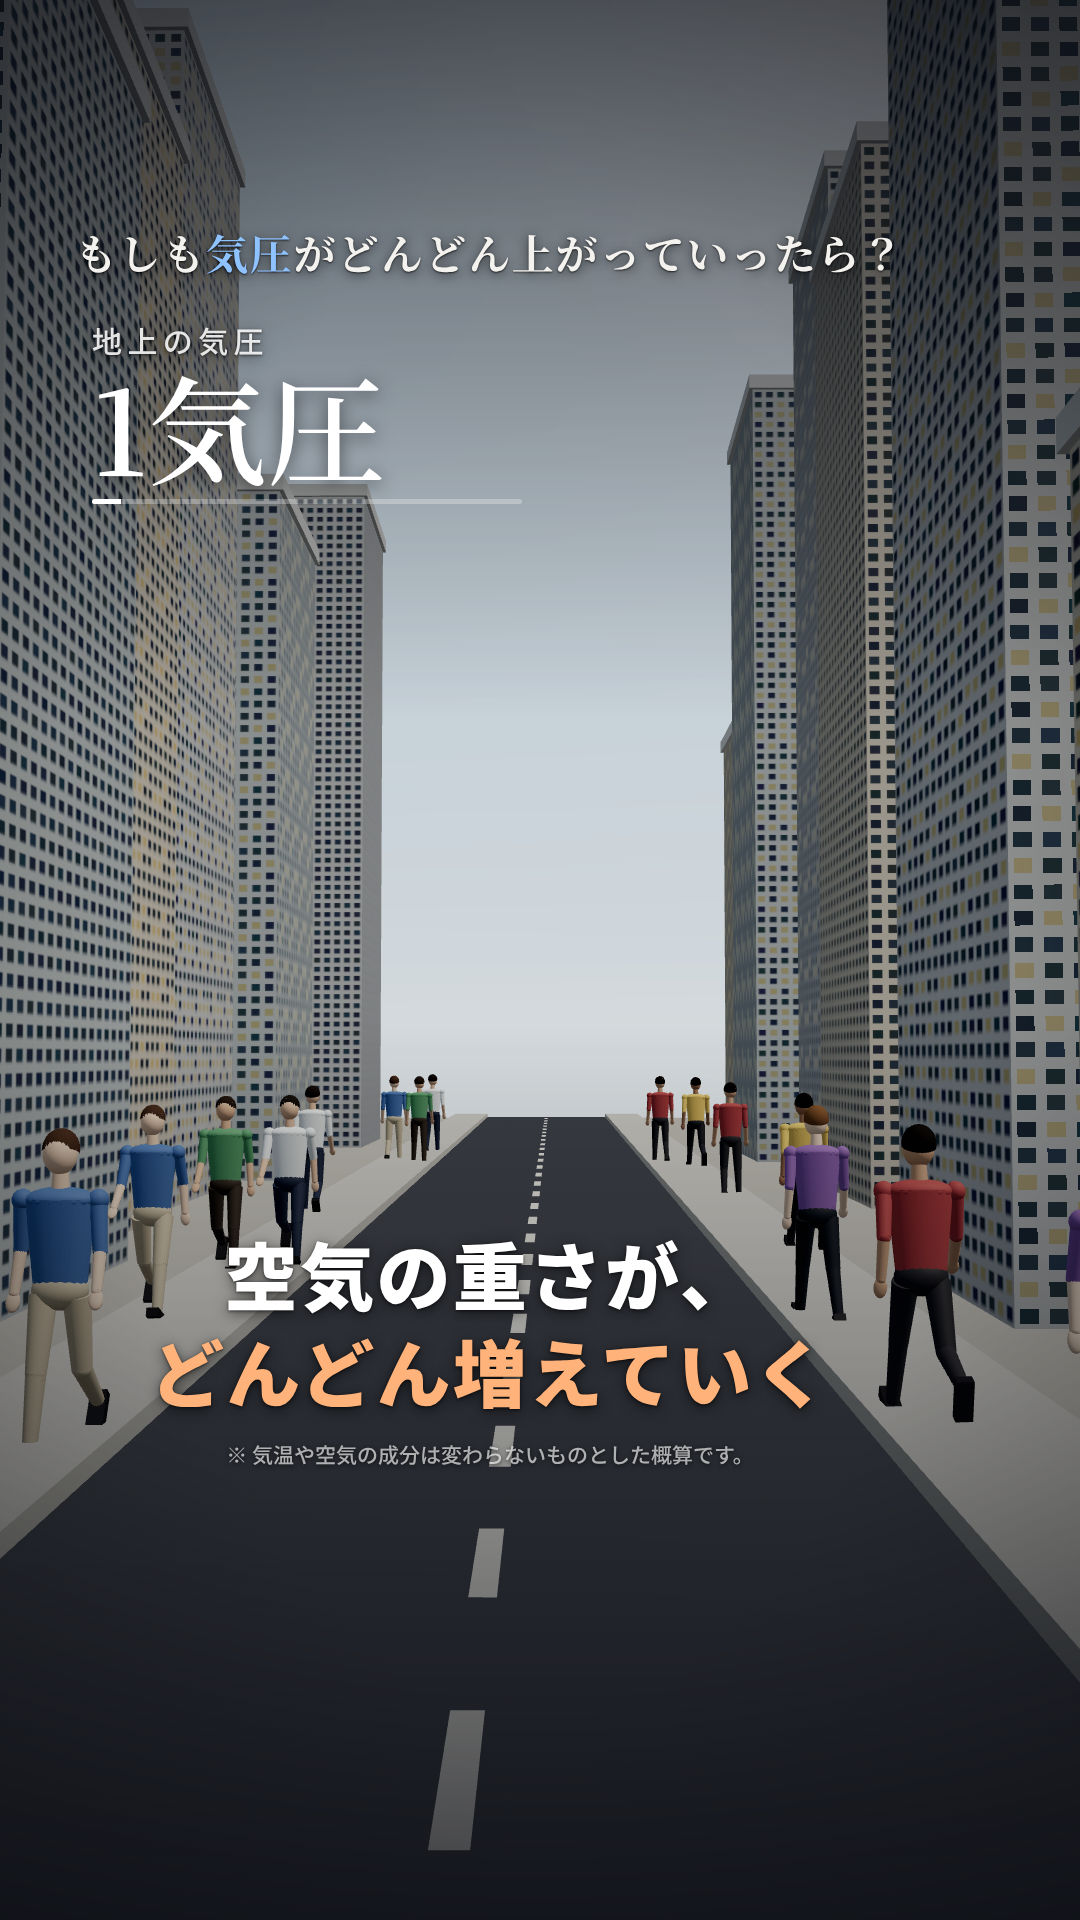 もしも気圧がどんどん上がっていったら？
地上の気圧
1気圧
空気の重さが、
どんどん増えていく
※ 気温や空気の成分は変わらないものとした概算です。